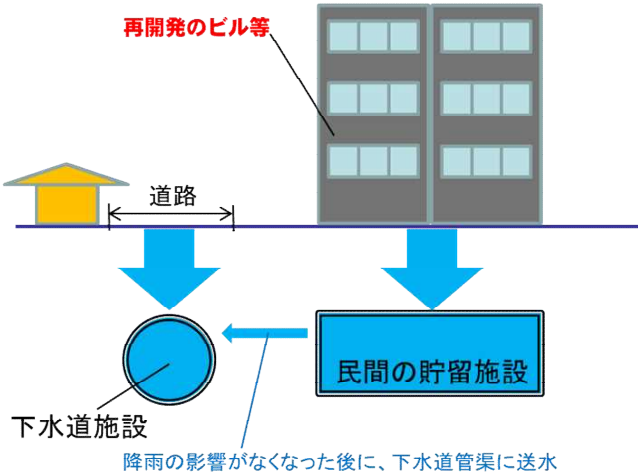 再開発のビル等
道路
民間の貯留施設
下水道施設
降雨の影響がなくなった後に、下水道管渠に送水